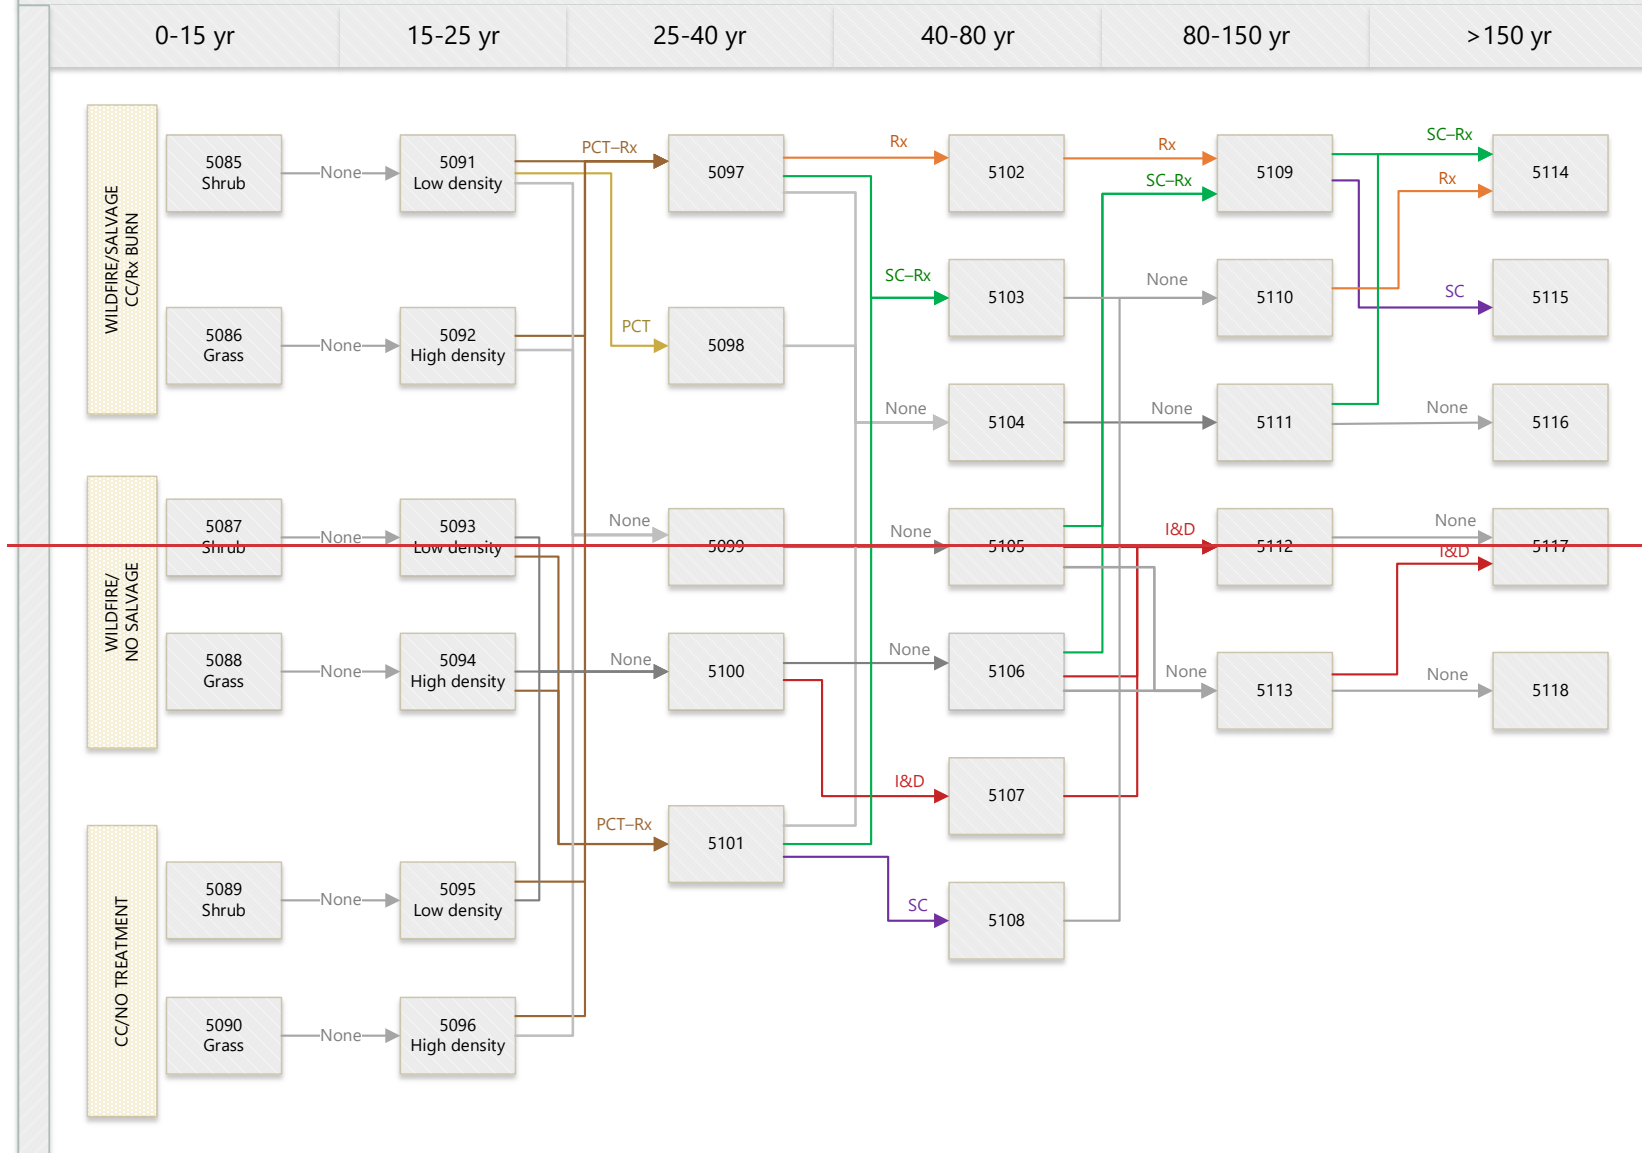 0-15 yr
15-25 yr
25-40 yr
40-80 yr
80-150 yr
>150 yr
WILDFIRE/SALVAGE
CC/Rx BURN
5085
Shrub
None
5091
Low density
PCT–Rx
5097
Rx
5102
Rx
5109
SC–Rx
5114
SC–Rx
Rx
SC–Rx
5103
None
5110
SC
5115
5086
Grass
None
5092
High density
PCT
5098
None
5104
None
5111
None
5116
WILDFIRE/
NO SALVAGE
5087
Shrub
None
5093
Low density
None
5099
None
5105
I&D
5112
None
I&D
5117
5088
Grass
None
5094
High density
None
5100
None
5106
None
5113
None
5118
I&D
5107
PCT–Rx
5101
SC
5108
CC/NO TREATMENT
5089
Shrub
None
5095
Low density
5090
Grass
None
5096
High density